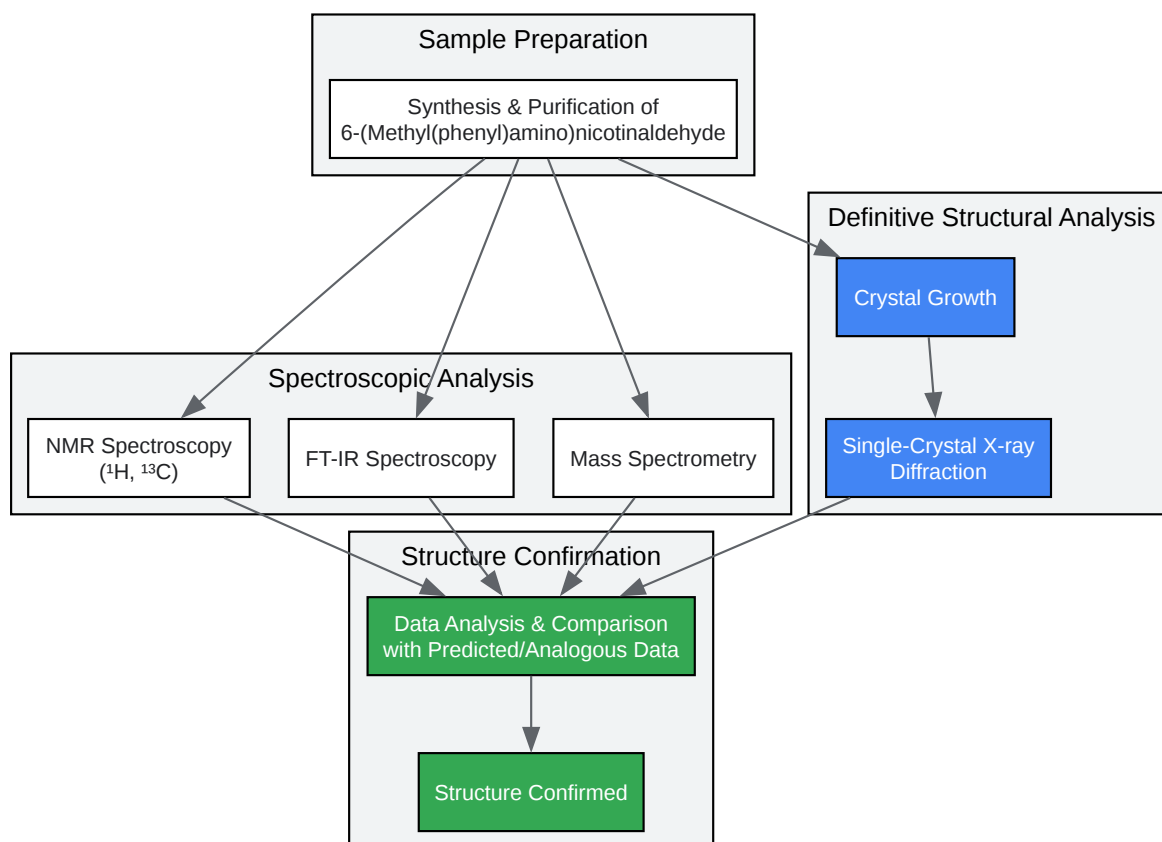 Sample Preparation
Synthesis & Purification of
6-(Methyl(phenyl)amino)nicotinaldehyde
Definitive Structural Analysis
Crystal Growth
Single-Crystal X-ray
Diffraction
Spectroscopic Analysis
NMR Spectroscopy
(¹H, ¹³C)
FT-IR Spectroscopy
Mass Spectrometry
Structure Confirmation
Data Analysis & Comparison
with Predicted/Analogous Data
Structure Confirmed